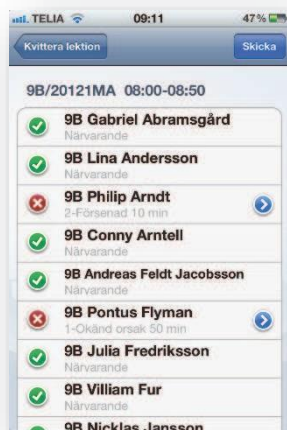 TELIA 09:11 47%
Kvittera lektion Skicka
9B/20121MA 08:00-08:50
9B Gabriel Abramsgård
Närvarande
9B Lina Andersson
Närvarande
9B Philip Arndt
2-Försenad 10 min
9B Conny Arntell
Närvarande
9B Andreas Feldt Jacobsson
Närvarande
9B Pontus Flyman
1-Okänd orsak 50 min
9B Julia Fredriksson
Närvarande
9B Villiam Fur
Närvarande
9B Nicklas Jansson